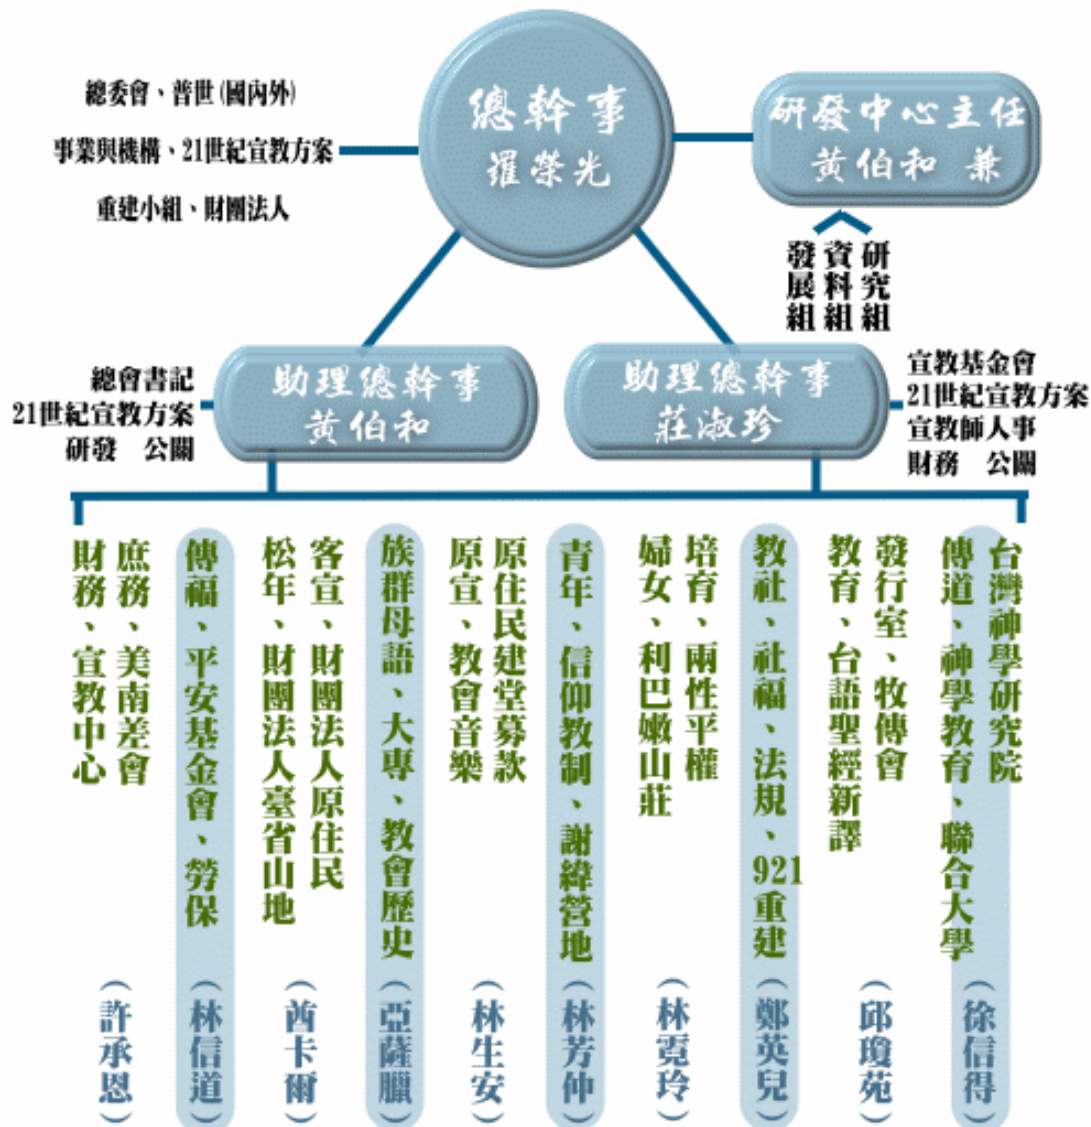 總幹事
羅榮光
總委會、普世(國內外)
事業與機構、21世紀宣教方案
重建小組、財團法人
研發中心主任
黃伯和 兼
研究組
資料組
發展組
助理總幹事
黃伯和
總會書記
21世紀宣教方案
研發 公關
助理總幹事
莊淑珍
宣教基金會
21世紀宣教方案
宣教師人事
財務 公關
台灣神學研究院
傳道、神學教育、聯合大學
(徐信得)
發行室、牧傳會
教育、台語聖經新譯
(邱瓊苑)
教社、社福、法規、921重建
(鄭英兒)
培育、兩性平權
婦女、利巴嫩山莊
(林霓玲)
青年、信仰教制、謝緯營地
(林芳仲)
原住民建堂募款
原宣、教會音樂
(林生安)
族群母語、大專、教會歷史
(亞薩臘)
客宣、財團法人原住民
松年、財團法人臺省山地
(酋卡爾)
傳福、平安基金會、勞保
(林信道)
庶務、美南差會
財務、宣教中心
(許承恩)